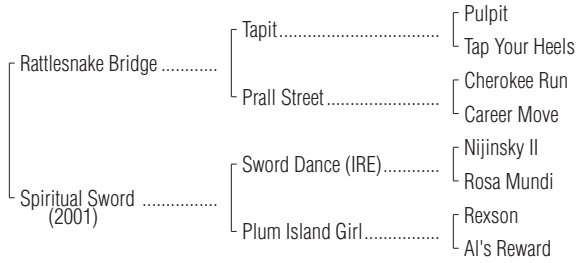 Pulpit
Tapit
Tap Your Heels
Rattlesnake Bridge
Cherokee Run
Prall Street
Career Move
Nijinsky II
Sword Dance (IRE)
Rosa Mundi
Spiritual Sword
(2001)
Rexson
Plum Island Girl
Al's Reward